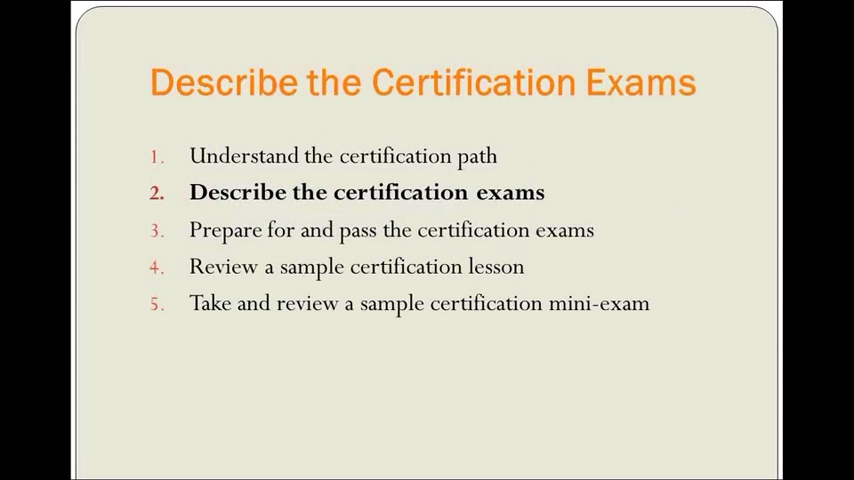 Describe the Certification Exams
1. Understand the certification path
2. Describe the certification exams
3. Prepare for and pass the certification exams
4. Review a sample certification lesson
5. Take and review a sample certification mini-exam